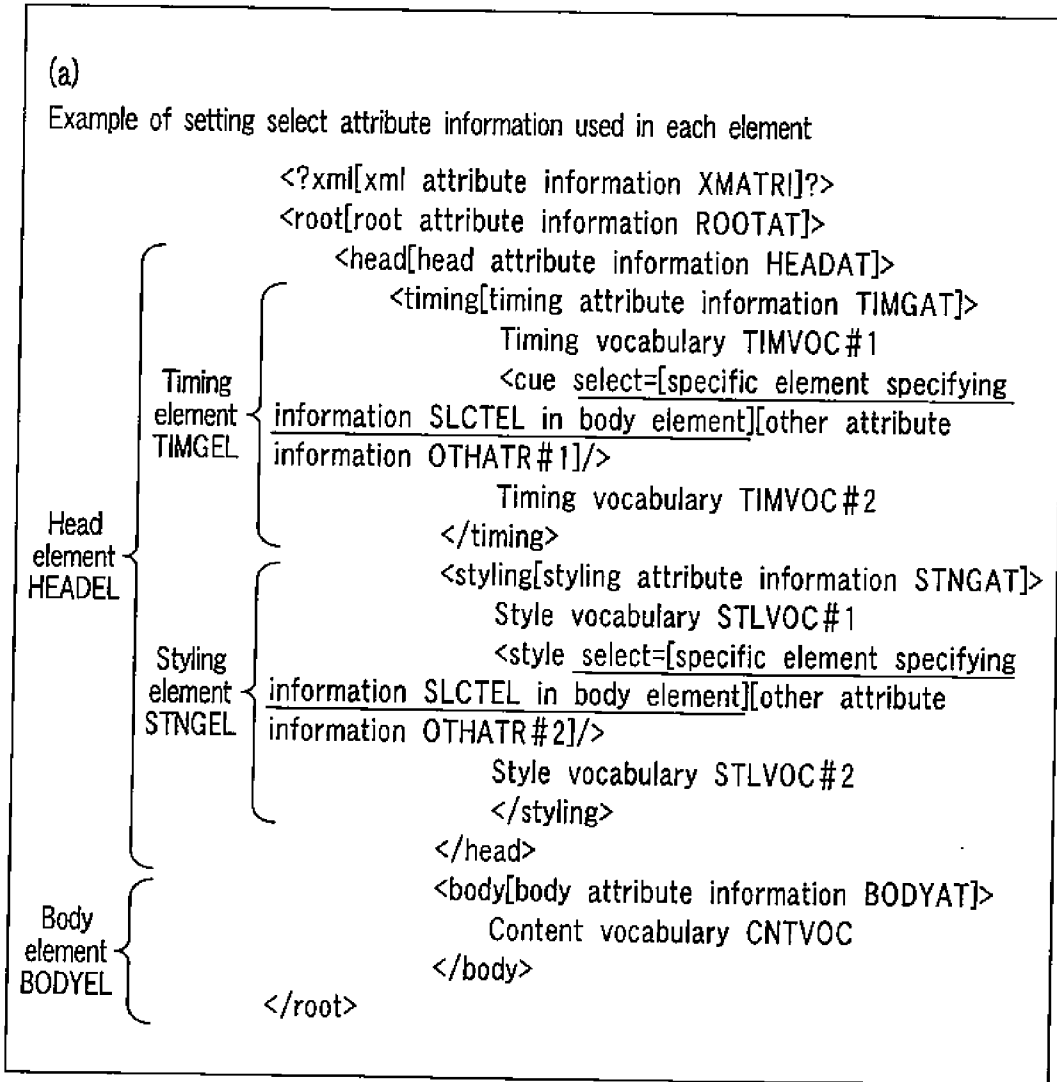 (a)
Example of setting select attribute information used in each element
<?xml[xml attribute information XMATRI]?>
<root[root attribute information ROOTAT]>
<head[head attribute information HEADAT]>
<timing[timing attribute information TIMGAT]>
Timing vocabulary TIMVOC#1
<cue select=[specific element specifying
information SLCTEL in body element][other attribute
information OTHATR#1]/>
Timing vocabulary TIMVOC#2
</timing>
Timing
element
TIMGEL
Head
element
HEADEL
<styling[styling attribute information STNGAT]>
Style vocabulary STLVOC#1
<style select=[specific element specifying
information SLCTEL in body element][other attribute
information OTHATR#2]/>
Style vocabulary STLVOC#2
</styling>
Styling
element
STNGEL
</head>
<body[body attribute information BODYAT]>
Content vocabulary CNTVOC
</body>
Body
element
BODYEL
</root>